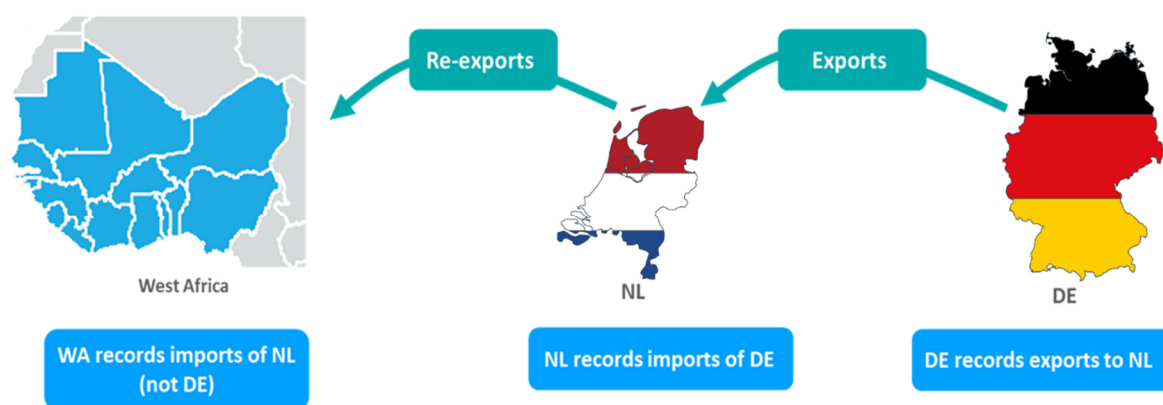 Re-exports
Exports
West Africa
NL
DE
WA records imports of NL
(not DE)
NL records imports of DE
DE records exports to NL